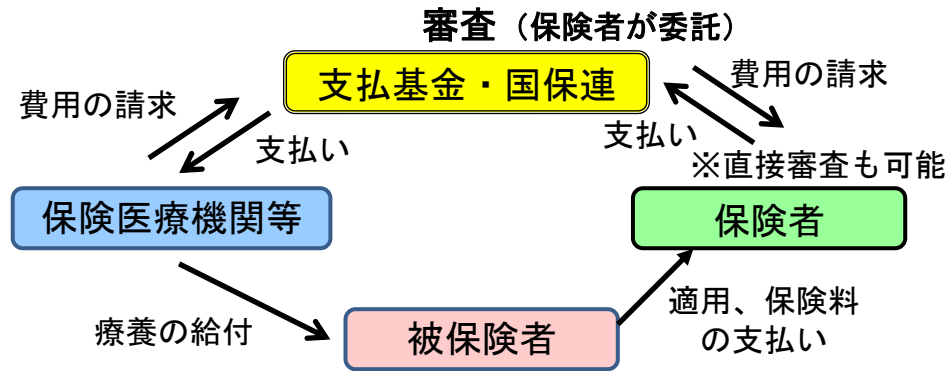 審査（保険者が委託）
支払基金・国保連
費用の請求
費用の請求
支払い
支払い
※直接審査も可能
保険医療機関等
保険者
療養の給付
適用、保険料
の支払い
被保険者